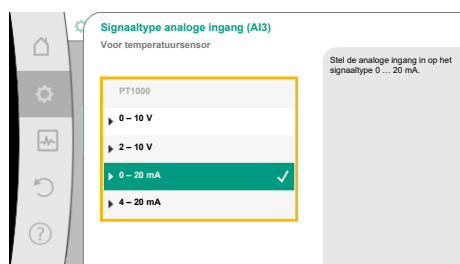 Signaaltype analoge ingang (AI3)
Voor temperatuursensor
Stel de analoge ingang in op het
signaaltype 0 … 20 mA.
PT1000
0 – 10 V
2 – 10 V
0 – 20 mA
4 – 20 mA
?